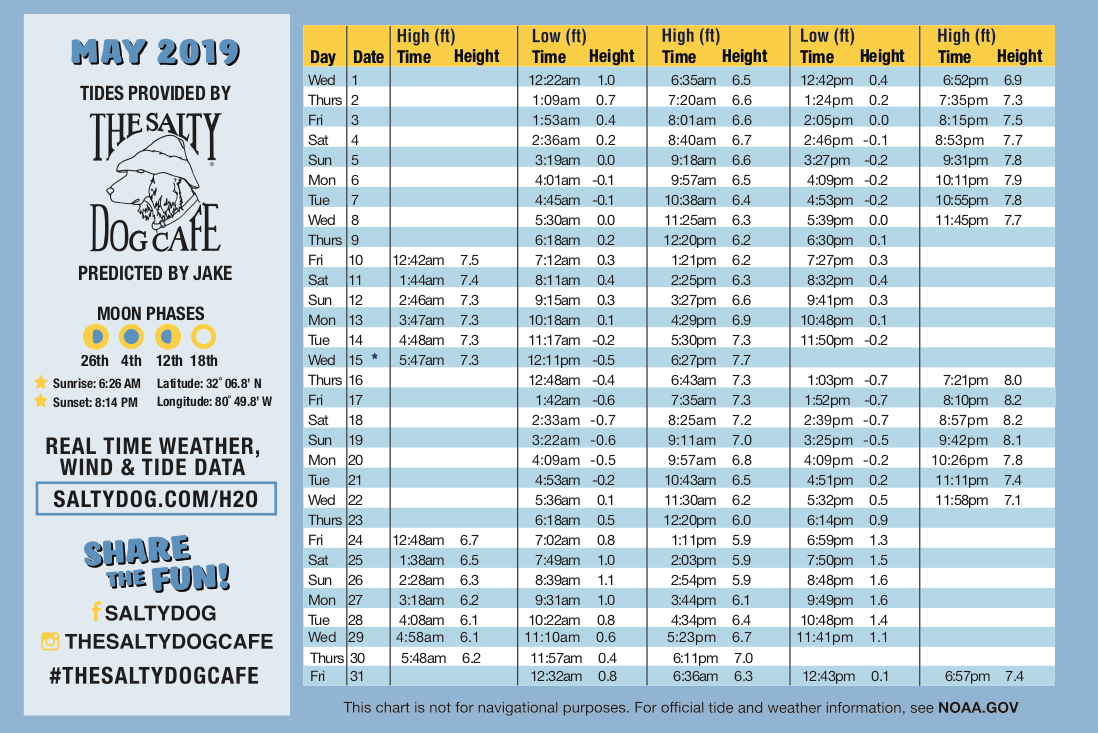 MAY 2019
TIDES PROVIDED BY
THE SALTY
DOG CAFE
PREDICTED BY JAKE
MOON PHASES
26th 4th 12th 18th
Sunrise: 6:26 AM Latitude: 32° 06.8' N
Sunset: 8:14 PM Longitude: 80° 49.8' W
REAL TIME WEATHER,
WIND & TIDE DATA
SALTYDOG.COM/H2O
SHARE
THE FUN!
f SALTYDOG
THESALTYDOGCAFE
#THESALTYDOGCAFE
High (ft) Low (ft) High (ft) Low (ft) High (ft)
Day Date Time Height Time Height Time Height Time Height Time Height
Wed 1 12:22am 1.0 6:35am 6.5 12:42pm 0.4 6:52pm 6.9
Thurs 2 1:09am 0.7 7:20am 6.6 1:24pm 0.2 7:35pm 7.3
Fri 3 1:53am 0.4 8:01am 6.6 2:05pm 0.0 8:15pm 7.5
Sat 4 2:36am 0.2 8:40am 6.7 2:46pm -0.1 8:53pm 7.7
Sun 5 3:19am 0.0 9:18am 6.6 3:27pm -0.2 9:31pm 7.8
Mon 6 4:01am -0.1 9:57am 6.5 4:09pm -0.2 10:11pm 7.9
Tue 7 4:45am -0.1 10:38am 6.4 4:53pm -0.2 10:55pm 7.8
Wed 8 5:30am 0.0 11:25am 6.3 5:39pm 0.0 11:45pm 7.7
Thurs 9 6:18am 0.2 12:20pm 6.2 6:30pm 0.1
Fri 10 12:42am 7.5 7:12am 0.3 1:21pm 6.2 7:27pm 0.3
Sat 11 1:44am 7.4 8:11am 0.4 2:25pm 6.3 8:32pm 0.4
Sun 12 2:46am 7.3 9:15am 0.3 3:27pm 6.6 9:41pm 0.3
Mon 13 3:47am 7.3 10:18am 0.1 4:29pm 6.9 10:48pm 0.1
Tue 14 4:48am 7.3 11:17am -0.2 5:30pm 7.3 11:50pm -0.2
Wed 15 * 5:47am 7.3 12:11pm -0.5 6:27pm 7.7
Thurs 16 12:48am -0.4 6:43am 7.3 1:03pm -0.7 7:21pm 8.0
Fri 17 1:42am -0.6 7:35am 7.3 1:52pm -0.7 8:10pm 8.2
Sat 18 2:33am -0.7 8:25am 7.2 2:39pm -0.7 8:57pm 8.2
Sun 19 3:22am -0.6 9:11am 7.0 3:25pm -0.5 9:42pm 8.1
Mon 20 4:09am -0.5 9:57am 6.8 4:09pm -0.2 10:26pm 7.8
Tue 21 4:53am -0.2 10:43am 6.5 4:51pm 0.2 11:11pm 7.4
Wed 22 5:36am 0.1 11:30am 6.2 5:32pm 0.5 11:58pm 7.1
Thurs 23 6:18am 0.5 12:20pm 6.0 6:14pm 0.9
Fri 24 12:48am 6.7 7:02am 0.8 1:11pm 5.9 6:59pm 1.3
Sat 25 1:38am 6.5 7:49am 1.0 2:03pm 5.9 7:50pm 1.5
Sun 26 2:28am 6.3 8:39am 1.1 2:54pm 5.9 8:48pm 1.6
Mon 27 3:18am 6.2 9:31am 1.0 3:44pm 6.1 9:49pm 1.6
Tue 28 4:08am 6.1 10:22am 0.8 4:34pm 6.4 10:48pm 1.4
Wed 29 4:58am 6.1 11:10am 0.6 5:23pm 6.7 11:41pm 1.1
Thurs 30 5:48am 6.2 11:57am 0.4 6:11pm 7.0
Fri 31 12:32am 0.8 6:36am 6.3 12:43pm 0.1 6:57pm 7.4
This chart is not for navigational purposes. For official tide and weather information, see NOAA.GOV